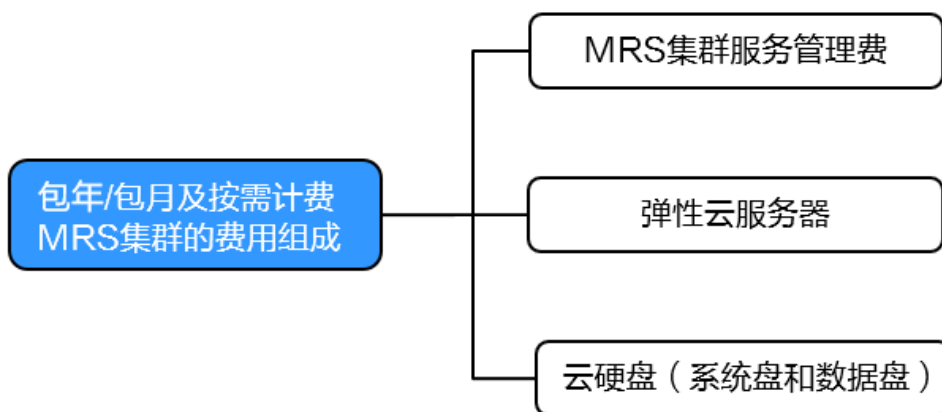 MRS集群服务管理费
包年/包月及按需计费
MRS集群的费用组成
弹性云服务器
云硬盘（系统盘和数据盘）